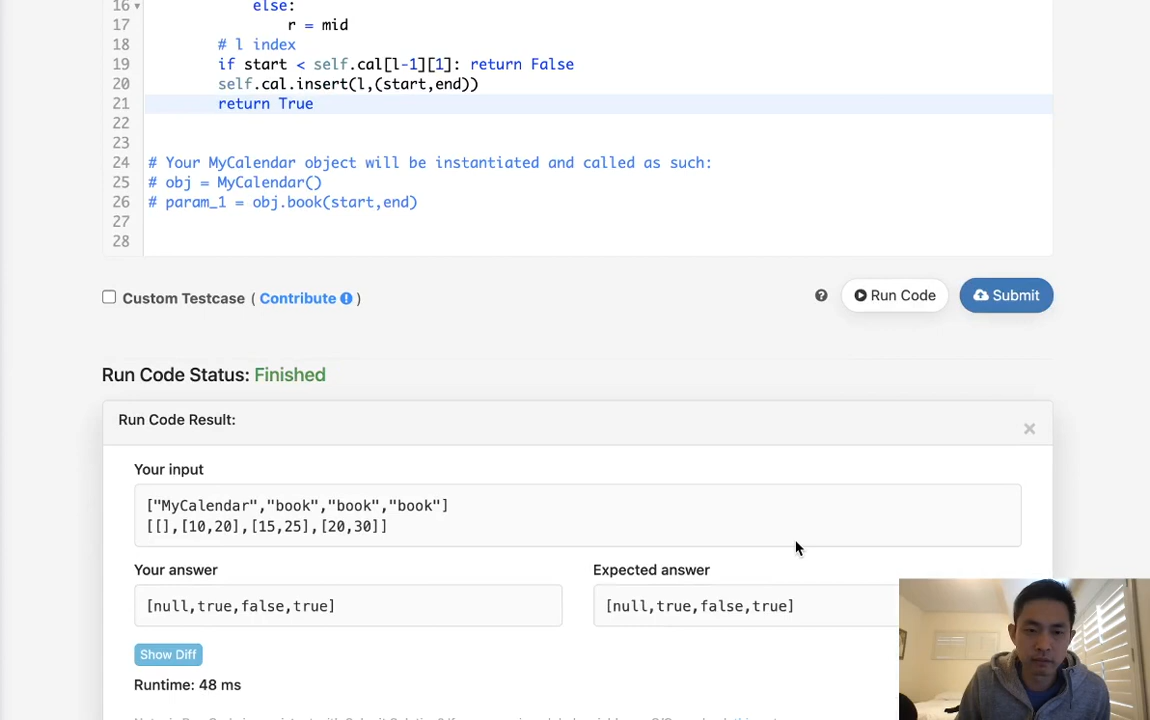 16 else:
17 r = mid
18 # l index
19 if start < self.cal[l-1][1]: return False
20 self.cal.insert(l,(start,end))
21 return True
22
23
24 # Your MyCalendar object will be instantiated and called as such:
25 # obj = MyCalendar()
26 # param_1 = obj.book(start,end)
27
28
Custom Testcase ( Contribute )
Run Code
Submit
Run Code Status: Finished
Run Code Result:
Your input
["MyCalendar","book","book","book"]
[[],[10,20],[15,25],[20,30]]
Your answer
[null,true,false,true]
Expected answer
[null,true,false,true]
Show Diff
Runtime: 48 ms